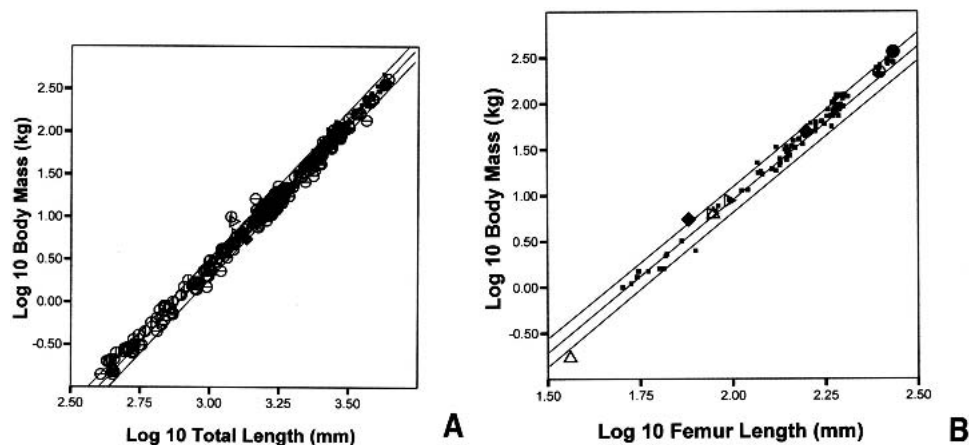 2.50
2.00
1.50
1.00
0.50
0.00
-0.50
Log 10 Body Mass (kg)
2.50 2.75 3.00 3.25 3.50
Log 10 Total Length (mm)
A
2.50
2.00
1.50
1.00
0.50
0.00
-0.50
Log 10 Body Mass (kg)
1.50 1.75 2.00 2.25 2.50
Log 10 Femur Length (mm)
B